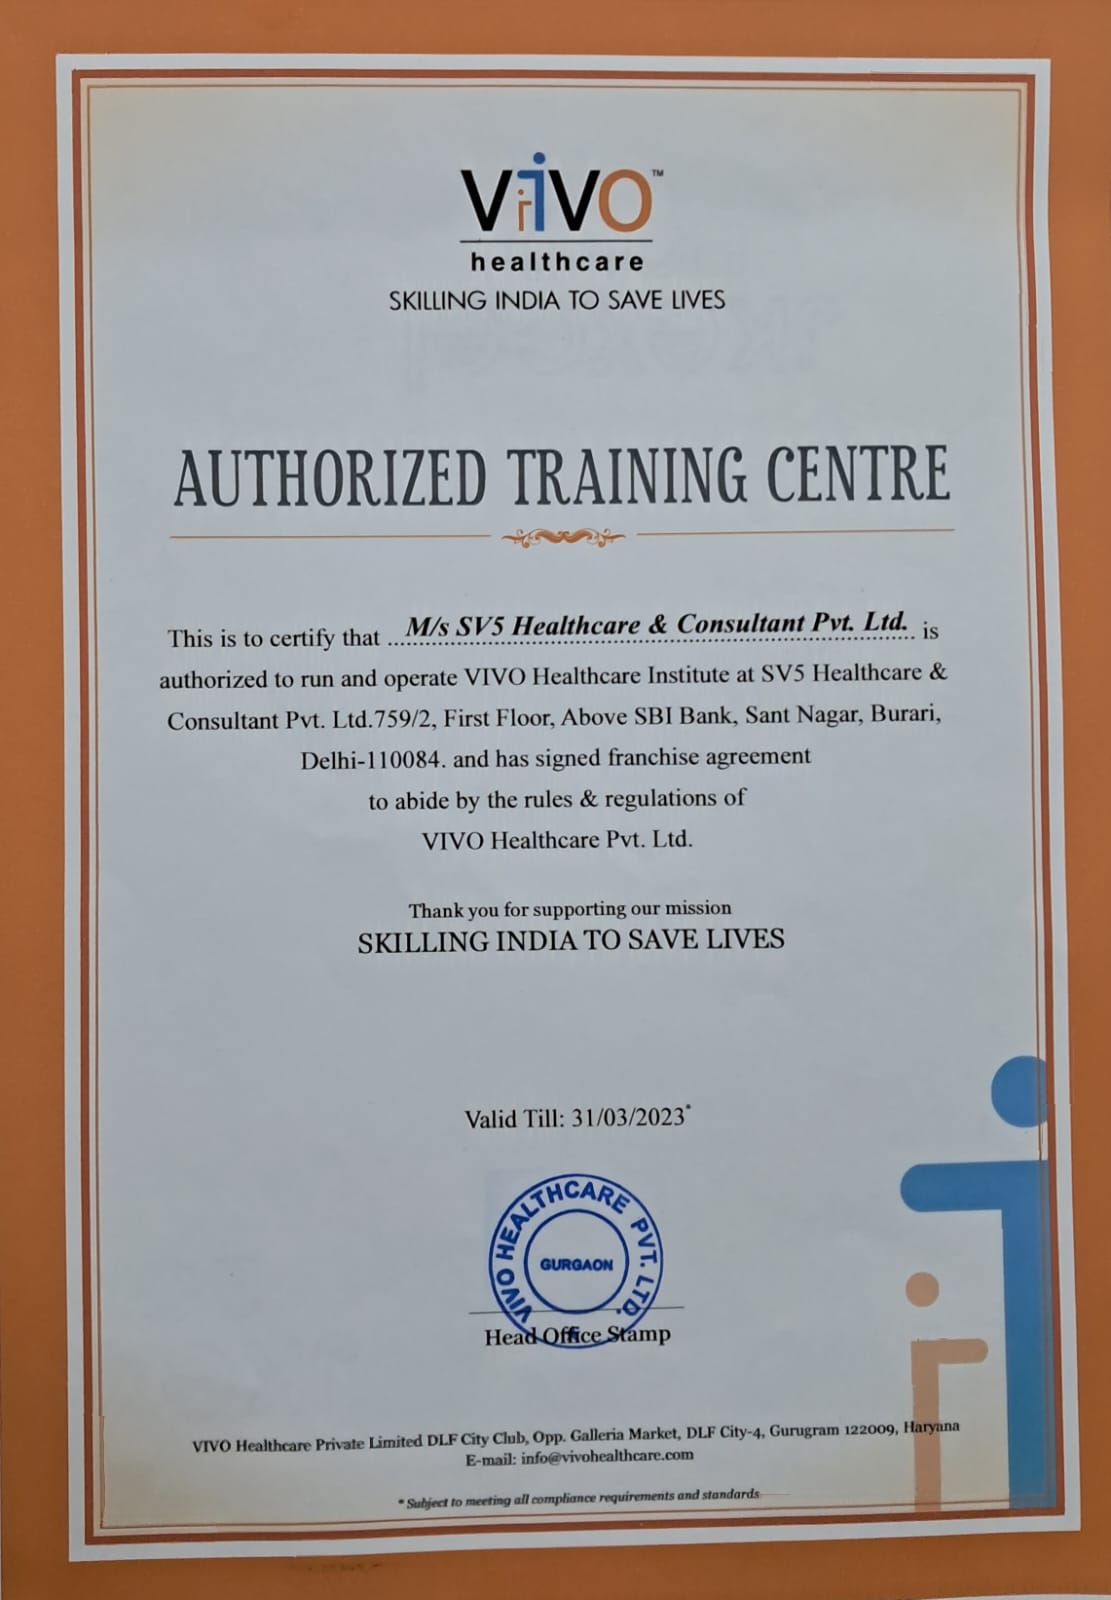 ViVO™
healthcare
SKILLING INDIA TO SAVE LIVES
AUTHORIZED TRAINING CENTRE
This is to certify that ...M/s SV5 Healthcare & Consultant Pvt. Ltd. is
authorized to run and operate VIVO Healthcare Institute at SV5 Healthcare &
Consultant Pvt. Ltd.759/2, First Floor, Above SBI Bank, Sant Nagar, Burari,
Delhi-110084. and has signed franchise agreement
to abide by the rules & regulations of
VIVO Healthcare Pvt. Ltd.
Thank you for supporting our mission
SKILLING INDIA TO SAVE LIVES
Valid Till: 31/03/2023*
VIVO HEALTHCARE PVT. LTD.
GURGAON
Head Office Stamp
VIVO Healthcare Private Limited DLF City Club, Opp. Galleria Market, DLF City-4, Gurugram 122009, Haryana
E-mail: info@vivohealthcare.com
* Subject to meeting all compliance requirements and standards